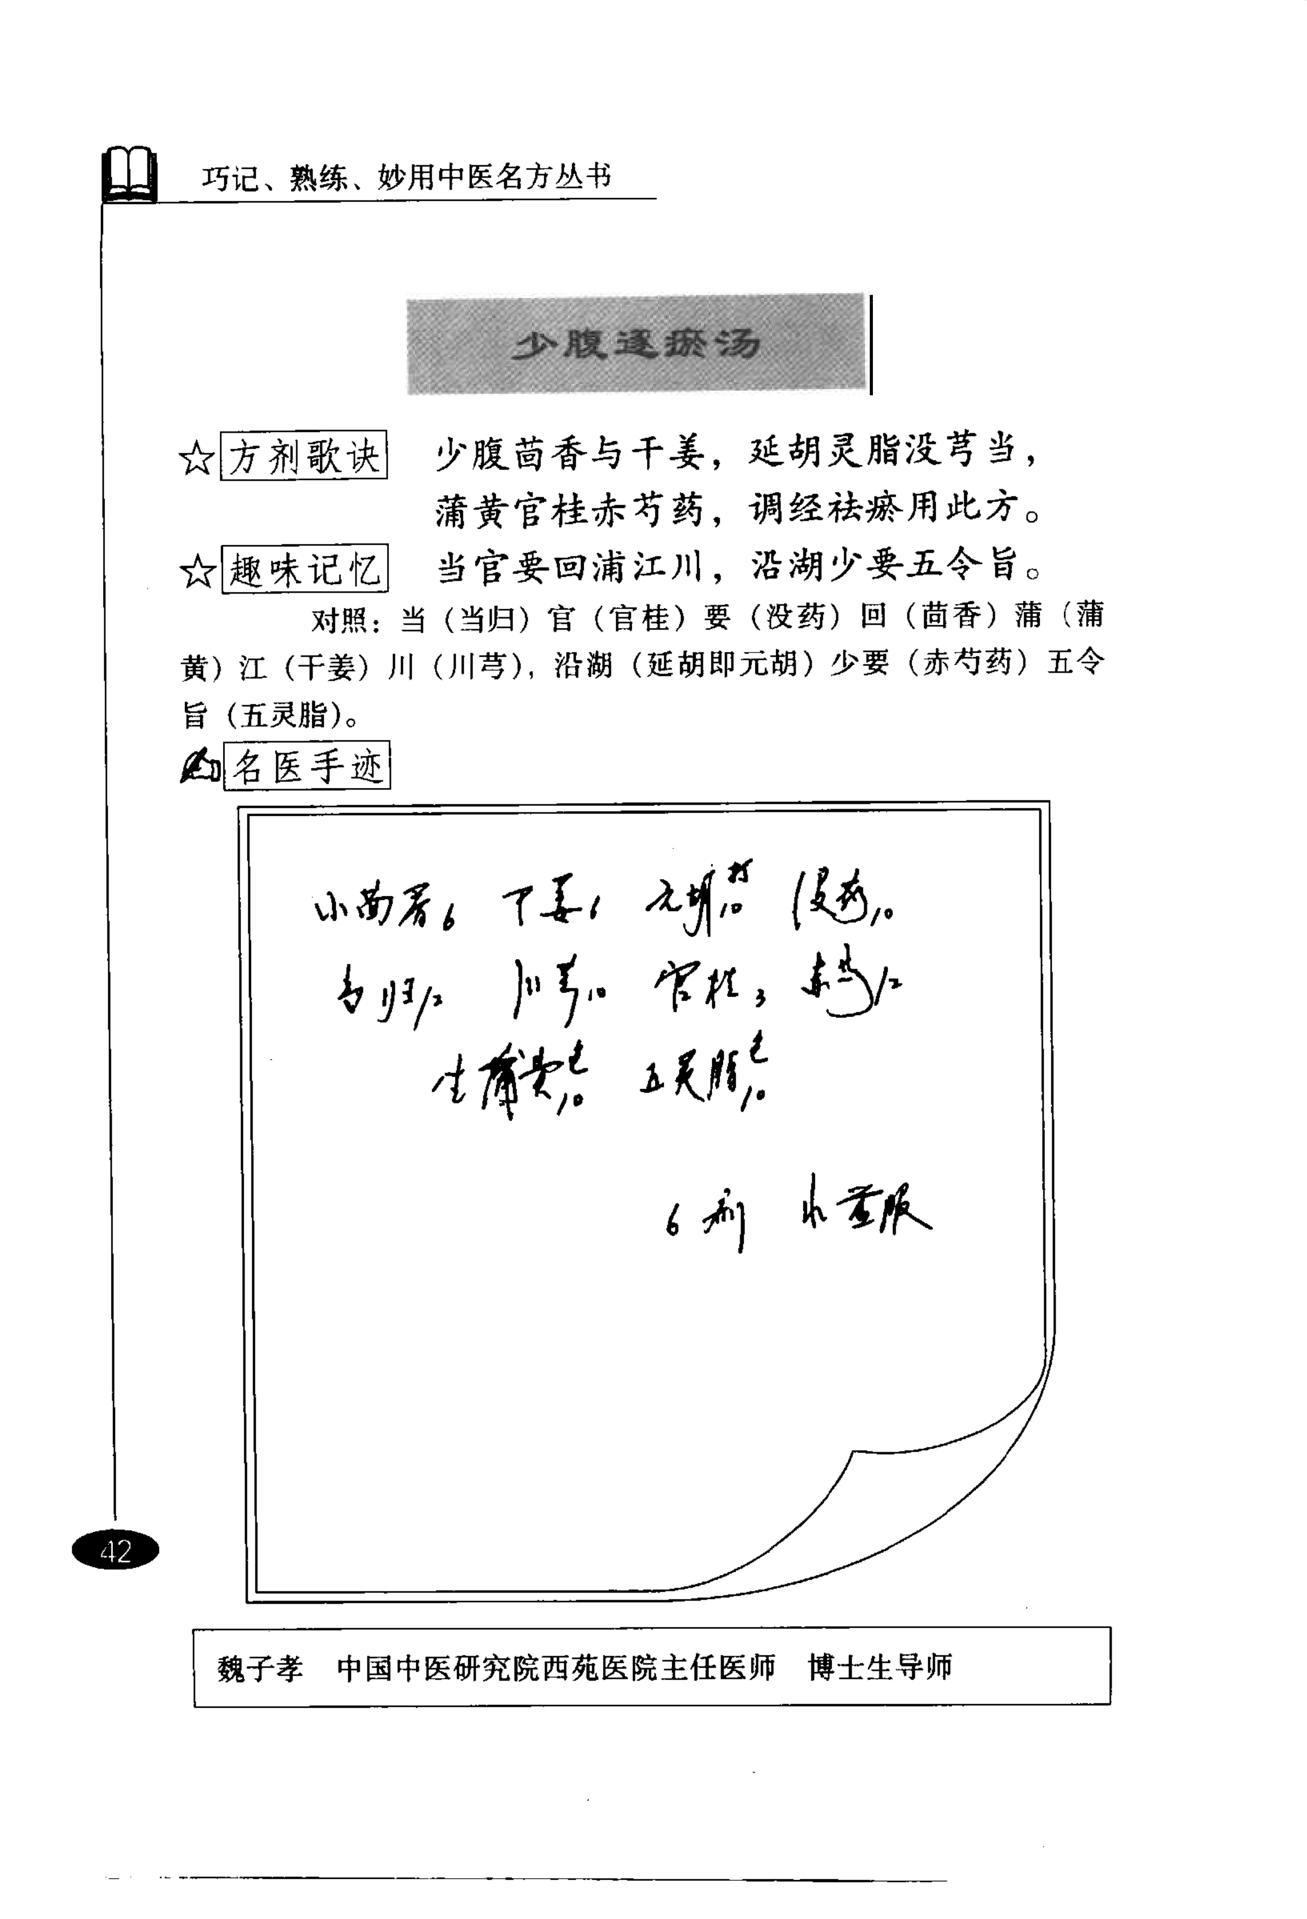 巧记、熟练、妙用中医名方丛书
少腹逐瘀汤
☆方剂歌诀 少腹茴香与干姜，延胡灵脂没芎当，
蒲黄官桂赤芍药，调经祛瘀用此方。
☆趣味记忆 当官要回浦江川，沿湖少要五令旨。
对照：当（当归）官（官桂）要（没药）回（茴香）蒲（蒲
黄）江（干姜）川（川芎），沿湖（延胡即元胡）少要（赤芍药）五令
旨（五灵脂）。
名医手迹
小茴香6 干姜6 元胡打10 没药10
当归12 川芎10 官桂3 赤芍12
生蒲黄包10 五灵脂包10
6剂 水煎服
42
魏子孝 中国中医研究院西苑医院主任医师 博士生导师